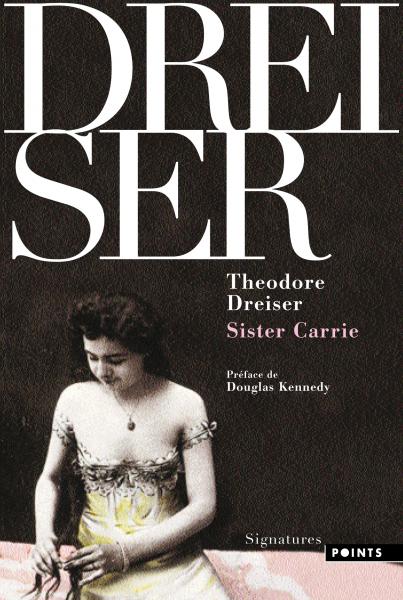 DREI
SER
Theodore
Dreiser
Sister Carrie
Préface de
Douglas Kennedy
Signatures
POINTS